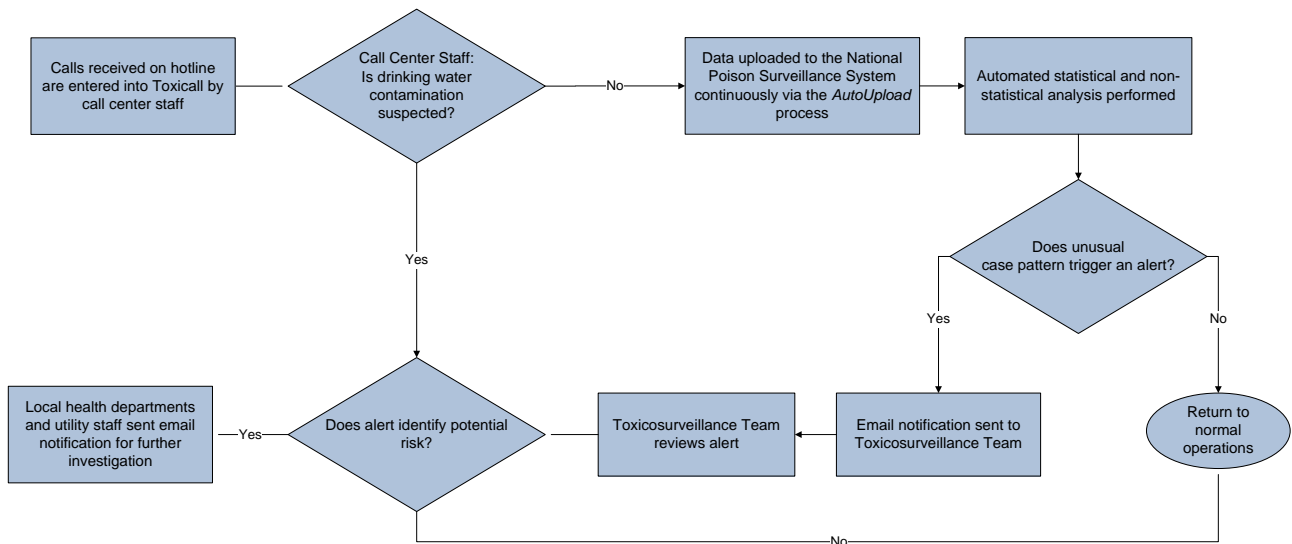 Calls received on hotline
are entered into Toxicall by
call center staff
Call Center Staff:
Is drinking water
contamination
suspected?
No
Data uploaded to the National
Poison Surveillance System
continuously via the AutoUpload
process
Automated statistical and non-
statistical analysis performed
Yes
Does unusual
case pattern trigger an alert?
Yes
No
Local health departments
and utility staff sent email
notification for further
investigation
Yes
Does alert identify potential
risk?
Toxicosurveillance Team
reviews alert
Email notification sent to
Toxicosurveillance Team
Return to
normal
operations
No